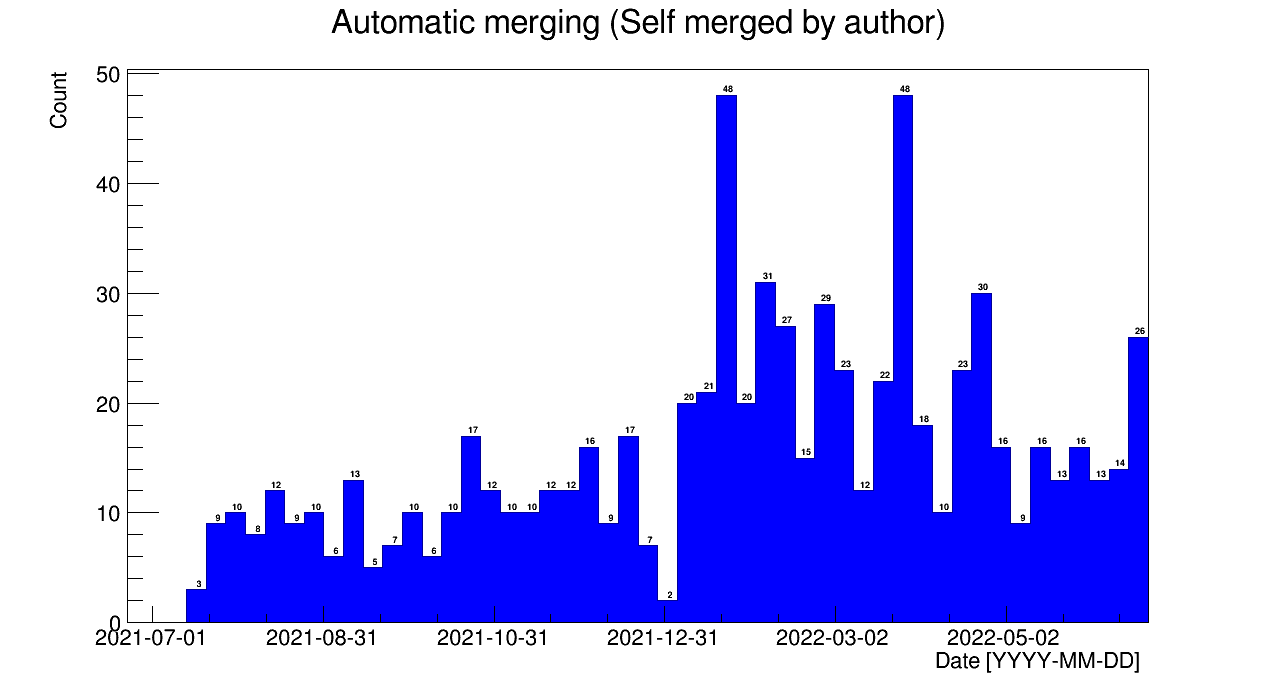 Automatic merging (Self merged by author)
Count
50
40
30
20
10
0
3 9 10 8 12 9 10 6 13 5 7 10 6 10 17 12 10 10 12 12 16 9 17 7 2 20 21 48 20 31 27 15 29 23 12 22 48 18 10 23 30 16 9 16 13 16 13 14 26
2021-07-01 2021-08-31 2021-10-31 2021-12-31 2022-03-02 2022-05-02
Date [YYYY-MM-DD]